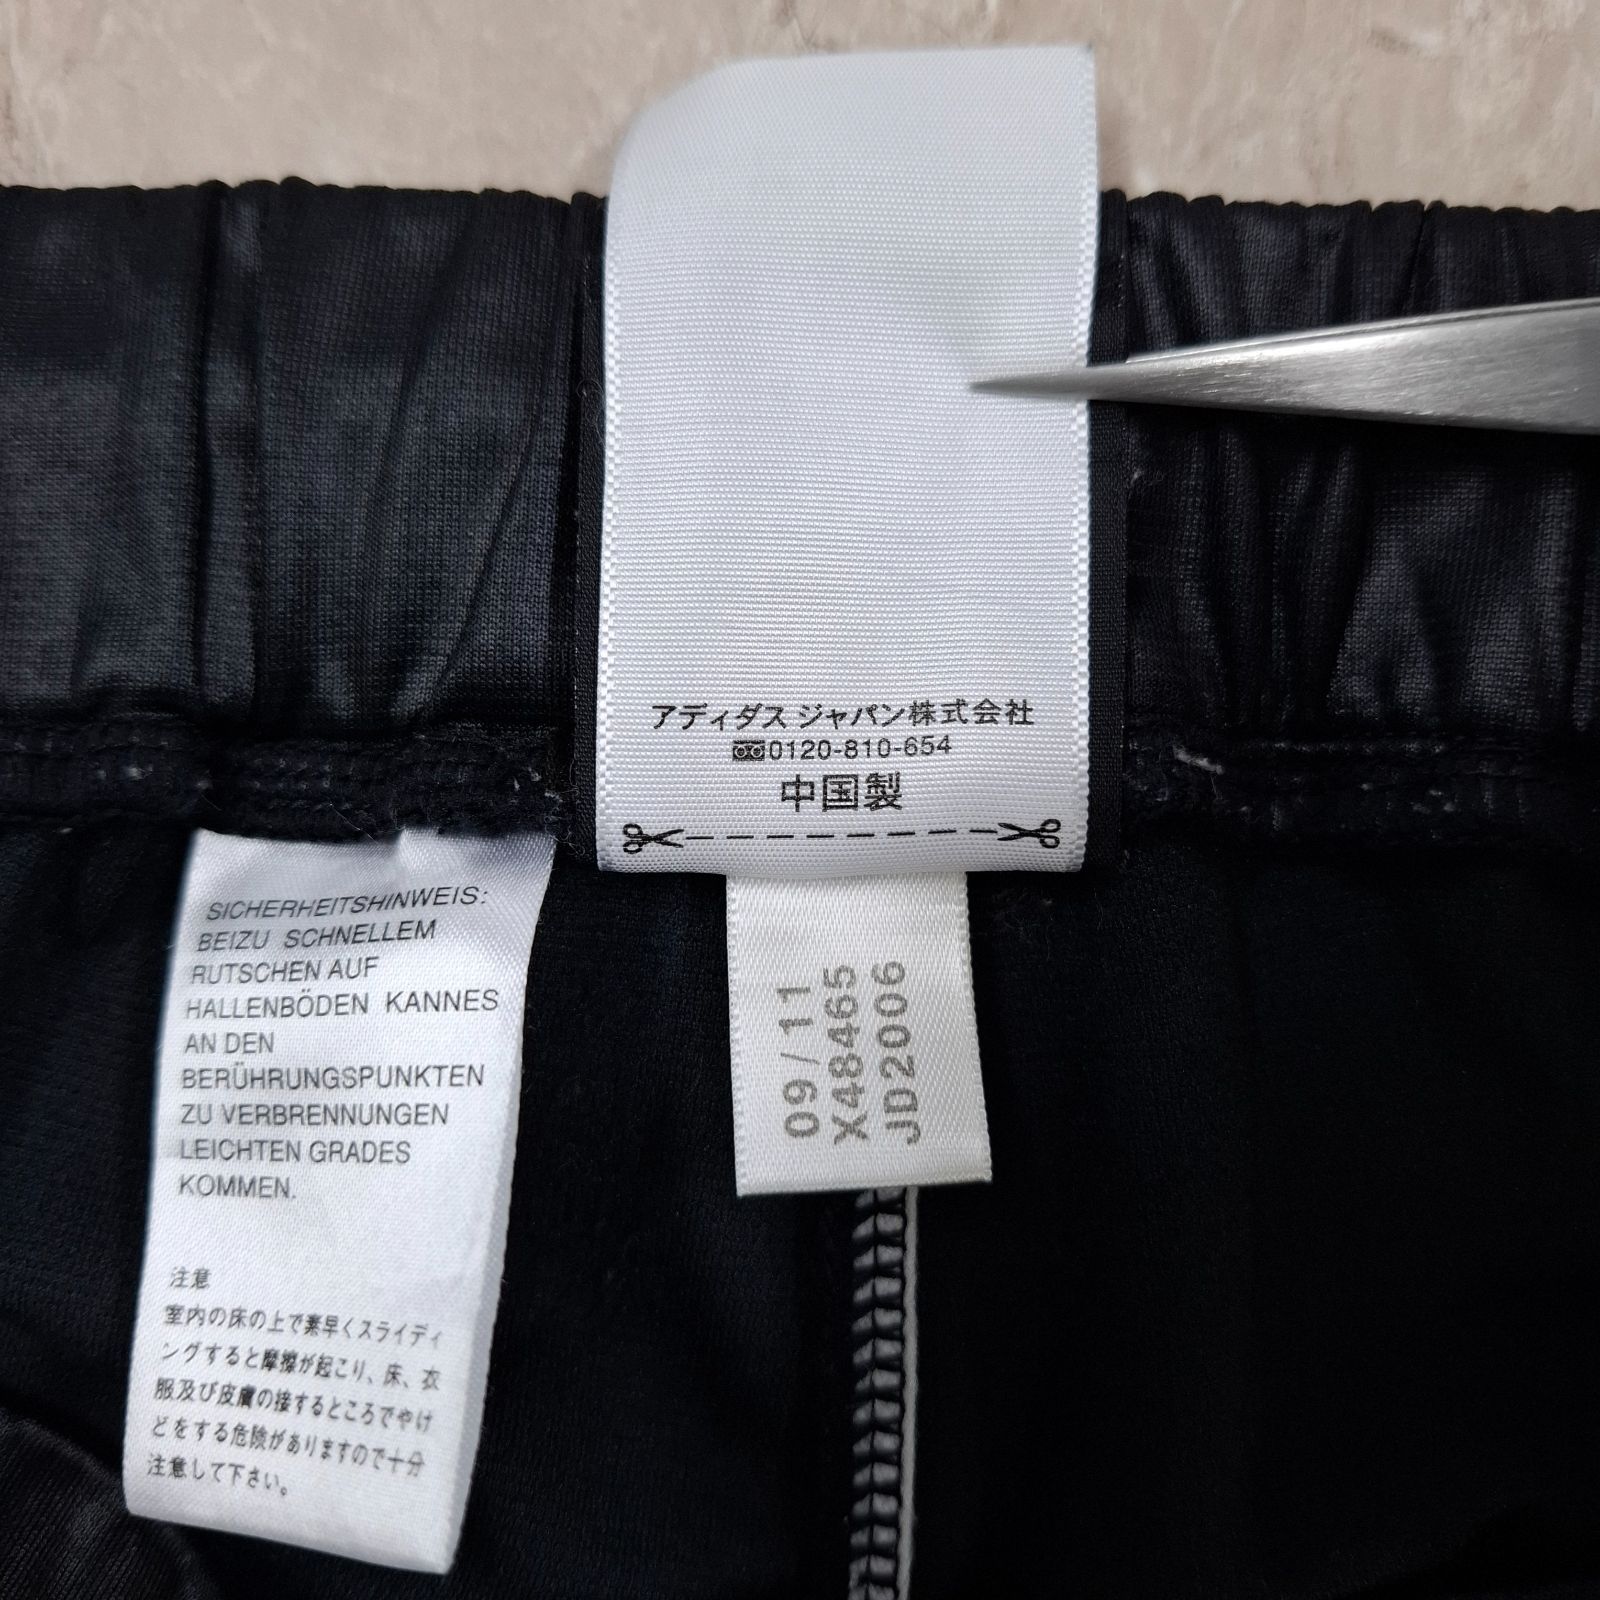 アディダス ジャパン株式会社
0120-810-654
中国製
09/11
X48465
JD2006
SICHERHEITSHINWEIS:
BEIZU SCHNELLEM
RUTSCHEN AUF
HALLENBÖDEN KANNES
AN DEN
BERÜHRUNGSPUNKTEN
ZU VERBRENNUNGEN
LEICHTEN GRADES
KOMMEN.
注意
室内の床の上で素早くスライディ
ングすると摩擦が起こり、床、衣
服及び皮膚の接するところでやけ
どをする危険がありますので十分
注意して下さい。